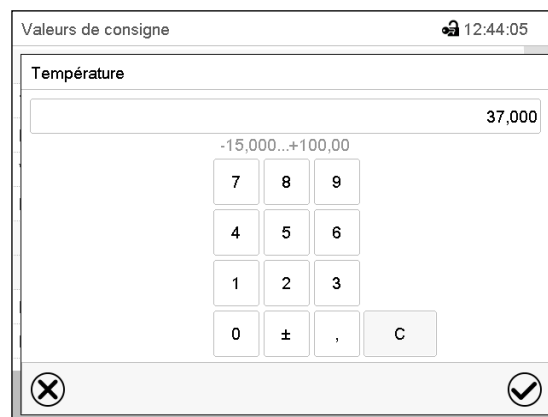 Valeurs de consigne 12:44:05
Température
37,000
-15,000...+100,00
7 8 9
4 5 6
1 2 3
0 ± , C